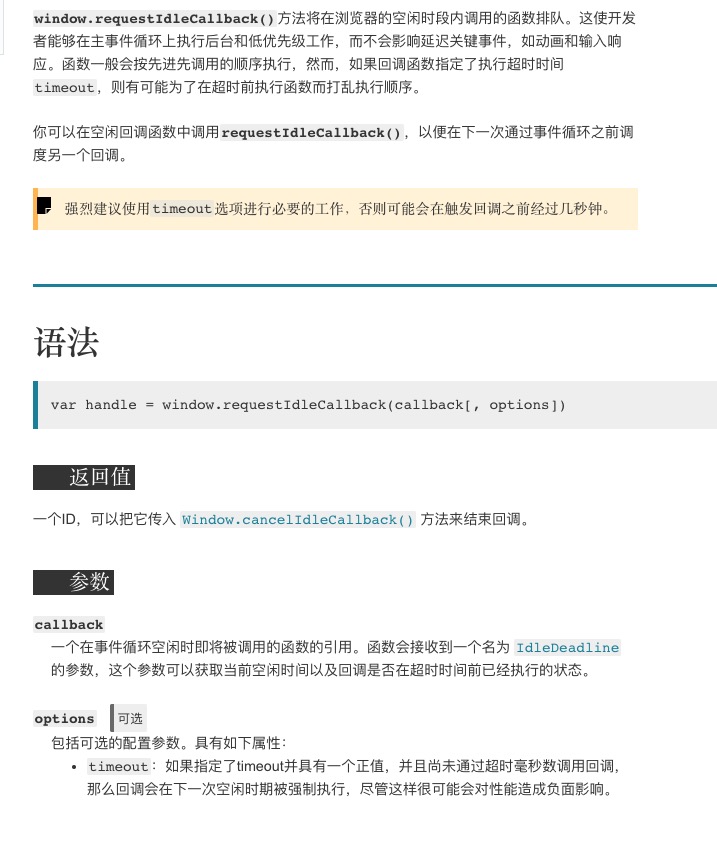 window.requestIdleCallback()方法将在浏览器的空闲时段内调用的函数排队。这使开发
者能够在主事件循环上执行后台和低优先级工作，而不会影响延迟关键事件，如动画和输入响
应。函数一般会按先进先调用的顺序执行，然而，如果回调函数指定了执行超时时间
timeout，则有可能为了在超时前执行函数而打乱执行顺序。
你可以在空闲回调函数中调用requestIdleCallback()，以便在下一次通过事件循环之前调
度另一个回调。
强烈建议使用timeout选项进行必要的工作，否则可能会在触发回调之前经过几秒钟。
语法
var handle = window.requestIdleCallback(callback[, options])
返回值
一个ID，可以把它传入 Window.cancelIdleCallback() 方法来结束回调。
参数
callback
一个在事件循环空闲时即将被调用的函数的引用。函数会接收到一个名为 IdleDeadline
的参数，这个参数可以获取当前空闲时间以及回调是否在超时时间前已经执行的状态。
options 可选
包括可选的配置参数。具有如下属性：
• timeout：如果指定了timeout并具有一个正值，并且尚未通过超时毫秒数调用回调，
那么回调会在下一次空闲时期被强制执行，尽管这样很可能会对性能造成负面影响。